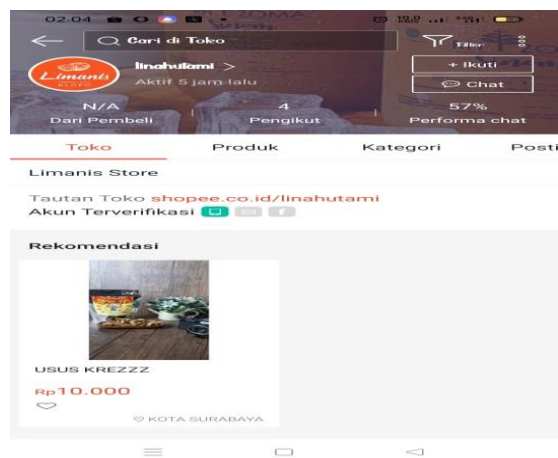 02.04
Cari di Toko
Filter
Limanis
linahutami >
Aktif 5 jam lalu
+ Ikuti
Chat
N/A
4
57%
Dari Pembeli
Pengikut
Performa chat
Toko
Produk
Kategori
Posti
Limanis Store
Tautan Toko shopee.co.id/linahutami
Akun Terverifikasi
Rekomendasi
USUS KREZZZ
Rp10.000
KOTA SURABAYA